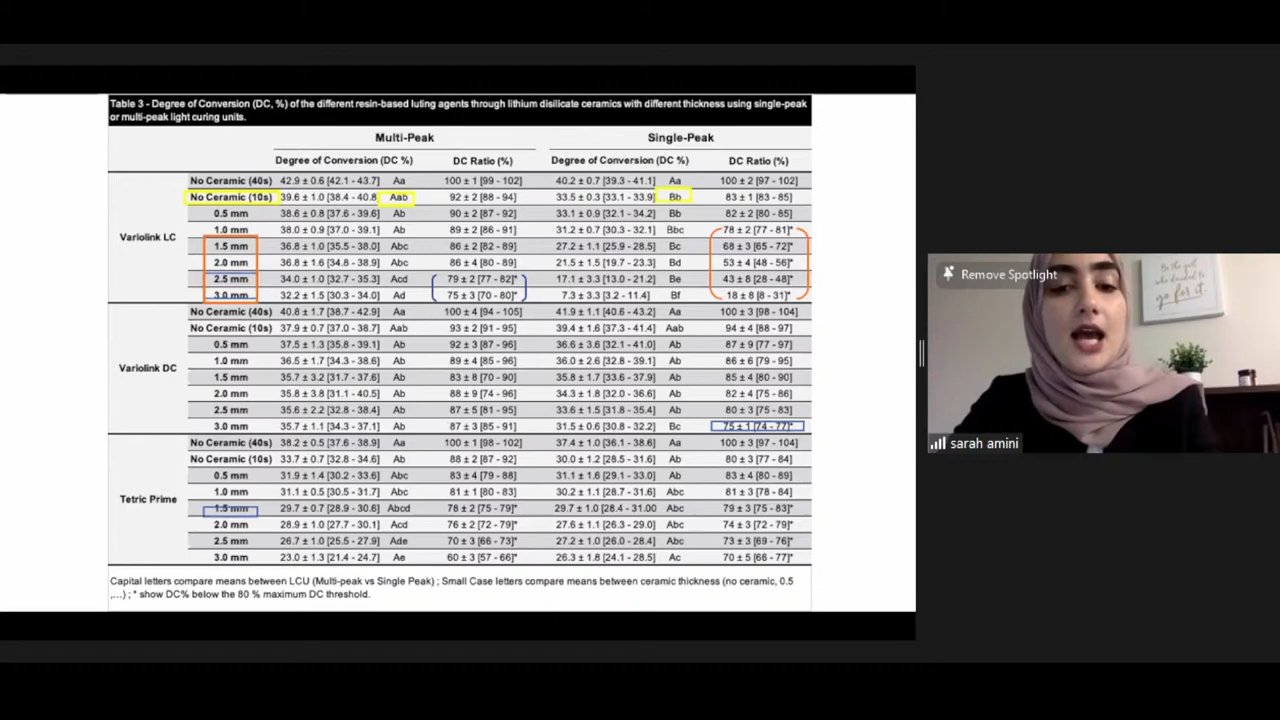 Table 3 - Degree of Conversion (DC, %) of the different resin-based luting agents through lithium disilicate ceramics with different thickness using single-peak
or multi-peak light curing units.
Multi-Peak Single-Peak
Degree of Conversion (DC %) DC Ratio (%) Degree of Conversion (DC %) DC Ratio (%)
Variolink LC
No Ceramic (40s) 42.9 ± 0.6 [42.1 - 43.7] Aa 100 ± 1 [99 - 102] 40.2 ± 0.7 [39.3 - 41.1] Aa 100 ± 2 [97 - 102]
No Ceramic (10s) 39.6 ± 1.0 [38.4 - 40.8 Aab 92 ± 2 [88 - 94] 33.5 ± 0.3 [33.1 - 33.9] Bb 83 ± 1 [83 - 85]
0.5 mm 38.6 ± 0.8 [37.6 - 39.6] Ab 90 ± 2 [87 - 92] 33.1 ± 0.9 [32.1 - 34.2] Bb 82 ± 2 [80 - 85]
1.0 mm 38.0 ± 0.9 [37.0 - 39.1] Ab 89 ± 2 [86 - 91] 31.2 ± 0.7 [30.3 - 32.1] Bbc 78 ± 2 [77 - 81]*
1.5 mm 36.8 ± 1.0 [35.5 - 38.0] Abc 86 ± 2 [82 - 89] 27.2 ± 1.1 [25.9 - 28.5] Bc 68 ± 3 [65 - 72]*
2.0 mm 36.8 ± 1.6 [34.8 - 38.9] Abc 86 ± 4 [80 - 89] 21.5 ± 1.5 [19.7 - 23.3] Bd 53 ± 4 [48 - 56]*
2.5 mm 34.0 ± 1.0 [32.7 - 35.3] Acd 79 ± 2 [77 - 82]* 17.1 ± 3.3 [13.0 - 21.2] Be 43 ± 8 [28 - 48]*
3.0 mm 32.2 ± 1.5 [30.3 - 34.0] Ad 75 ± 3 [70 - 80]* 7.3 ± 3.3 [3.2 - 11.4] Bf 18 ± 8 [8 - 31]*
Variolink DC
No Ceramic (40s) 40.8 ± 1.7 [38.7 - 42.9] Aa 100 ± 4 [94 - 105] 41.9 ± 1.1 [40.6 - 43.2] Aa 100 ± 3 [98 - 104]
No Ceramic (10s) 37.9 ± 0.7 [37.0 - 38.7] Aab 93 ± 2 [91 - 95] 39.4 ± 1.6 [37.3 - 41.4] Aab 94 ± 4 [88 - 97]
0.5 mm 37.5 ± 1.3 [35.8 - 39.1] Ab 92 ± 3 [87 - 96] 36.6 ± 3.6 [32.1 - 41.0] Ab 87 ± 9 [77 - 97]
1.0 mm 36.5 ± 1.7 [34.3 - 38.6] Ab 89 ± 4 [85 - 96] 36.0 ± 2.6 [32.8 - 39.1] Ab 86 ± 6 [79 - 95]
1.5 mm 35.7 ± 3.2 [31.7 - 37.6] Ab 83 ± 8 [70 - 90] 35.8 ± 1.7 [33.6 - 37.9] Ab 85 ± 4 [80 - 90]
2.0 mm 35.8 ± 3.8 [31.1 - 40.5] Ab 88 ± 9 [74 - 96] 34.3 ± 1.8 [32.0 - 36.6] Ab 82 ± 4 [75 - 86]
2.5 mm 35.6 ± 2.2 [32.8 - 38.4] Ab 87 ± 5 [81 - 95] 33.6 ± 1.5 [31.8 - 35.4] Ab 80 ± 3 [75 - 83]
3.0 mm 35.7 ± 1.1 [34.3 - 37.1] Ab 87 ± 3 [85 - 91] 31.5 ± 0.6 [30.8 - 32.2] Bc 75 ± 1 [74 - 77]*
Tetric Prime
No Ceramic (40s) 38.2 ± 0.5 [37.6 - 38.9] Aa 100 ± 1 [98 - 102] 37.4 ± 1.0 [36.1 - 38.6] Aa 100 ± 3 [97 - 104]
No Ceramic (10s) 33.7 ± 0.7 [32.8 - 34.6] Ab 88 ± 2 [87 - 92] 30.0 ± 1.2 [28.5 - 31.6] Ab 80 ± 3 [77 - 84]
0.5 mm 31.9 ± 1.4 [30.2 - 33.6] Abc 83 ± 4 [79 - 88] 31.1 ± 1.6 [29.1 - 33.0] Ab 83 ± 4 [80 - 89]
1.0 mm 31.1 ± 0.5 [30.5 - 31.7] Abc 81 ± 1 [80 - 83] 30.2 ± 1.1 [28.7 - 31.6] Abc 81 ± 3 [78 - 84]
1.5 mm 29.7 ± 0.7 [28.9 - 30.6] Abcd 78 ± 2 [75 - 79]* 29.7 ± 1.0 [28.4 - 31.00 Abc 79 ± 3 [75 - 83]*
2.0 mm 28.9 ± 1.0 [27.7 - 30.1] Acd 76 ± 2 [72 - 79]* 27.6 ± 1.1 [26.3 - 29.0] Abc 74 ± 3 [72 - 79]*
2.5 mm 26.7 ± 1.0 [25.5 - 27.9] Ade 70 ± 3 [66 - 73]* 27.2 ± 1.0 [26.0 - 28.4] Abc 73 ± 3 [69 - 76]*
3.0 mm 23.0 ± 1.3 [21.4 - 24.7] Ae 60 ± 3 [57 - 66]* 26.3 ± 1.8 [24.1 - 28.5] Ac 70 ± 5 [66 - 77]*
Capital letters compare means between LCU (Multi-peak vs Single Peak) ; Small Case letters compare means between ceramic thickness (no ceramic, 0.5
,…) ; * show DC% below the 80 % maximum DC threshold.
Remove Spotlight
go for it.
sarah amini